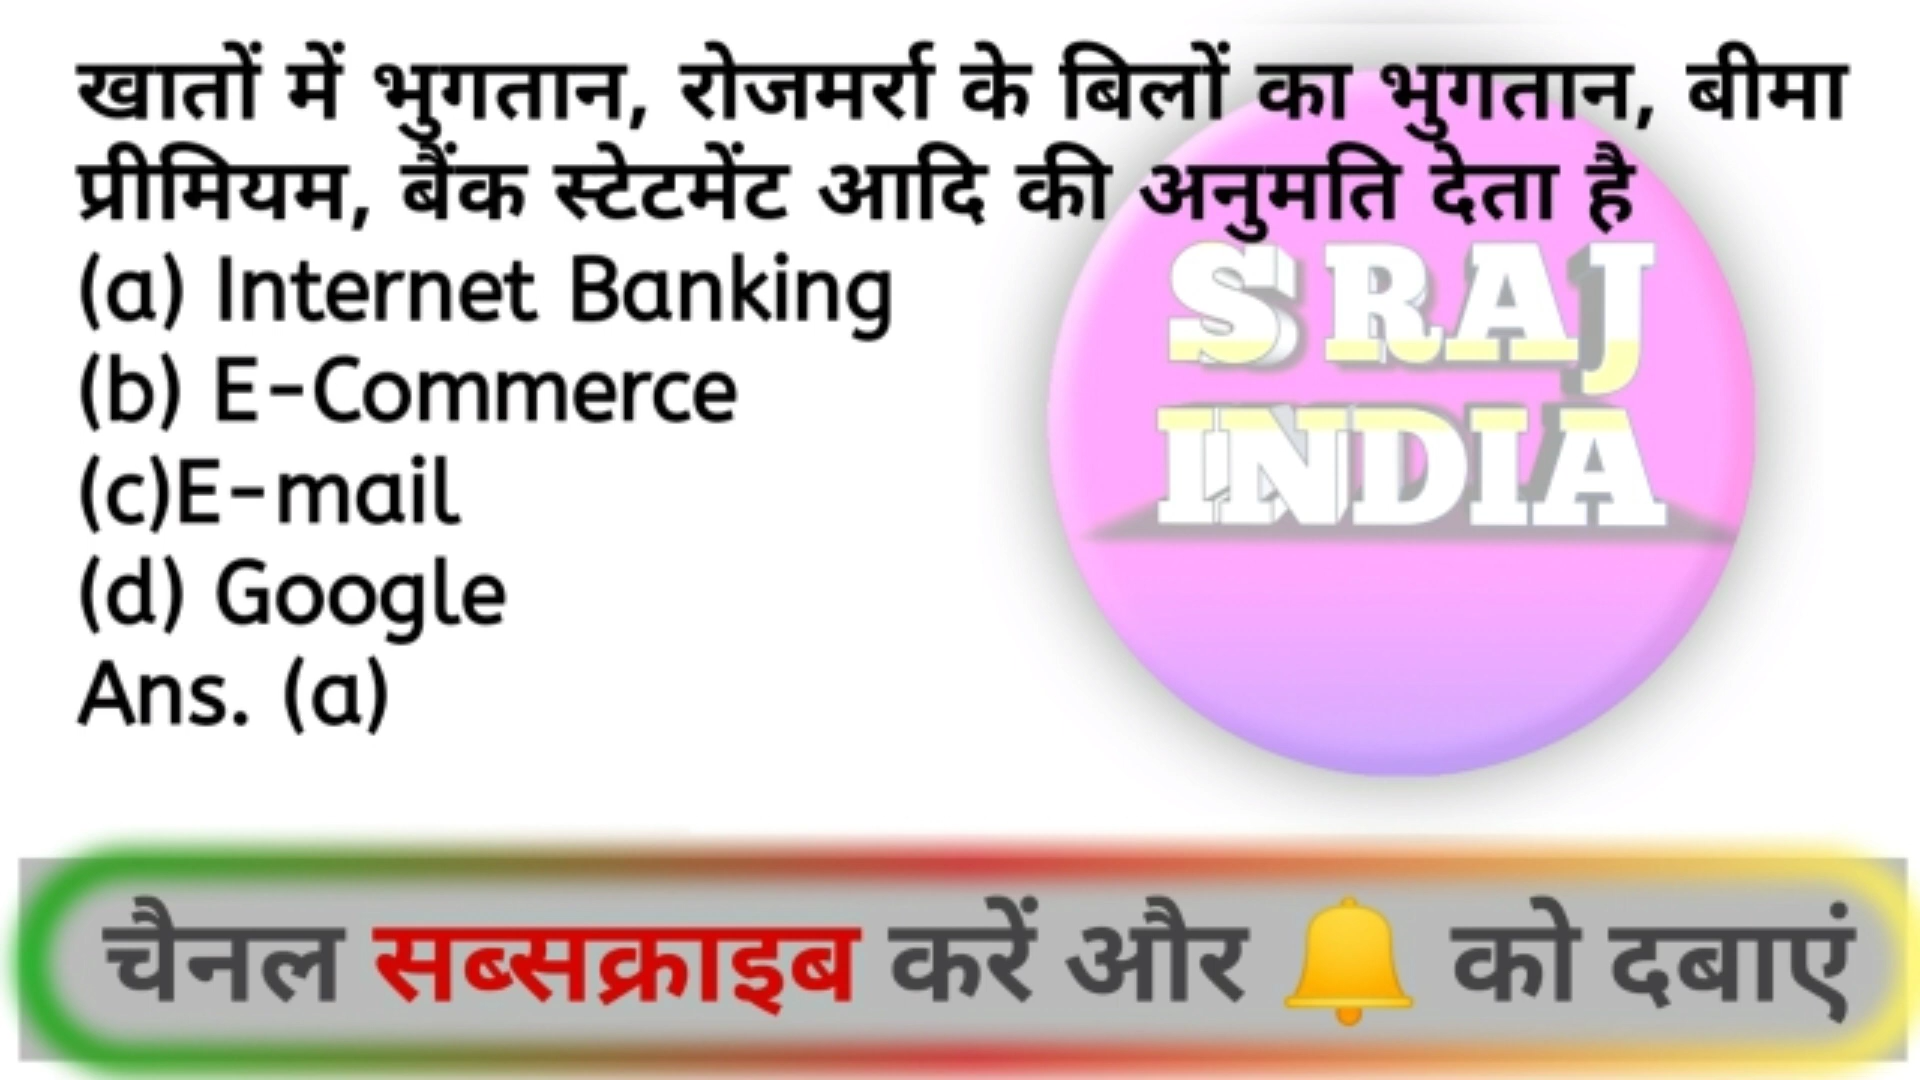 खातों में भुगतान, रोजमर्रा के बिलों का भुगतान, बीमा
प्रीमियम, बैंक स्टेटमेंट आदि की अनुमति देता है
(a) Internet Banking
(b) E-Commerce
(c)E-mail
(d) Google
Ans. (a)
S RAJ
INDIA
चैनल सब्सक्राइब करें और 🔔 को दबाएं